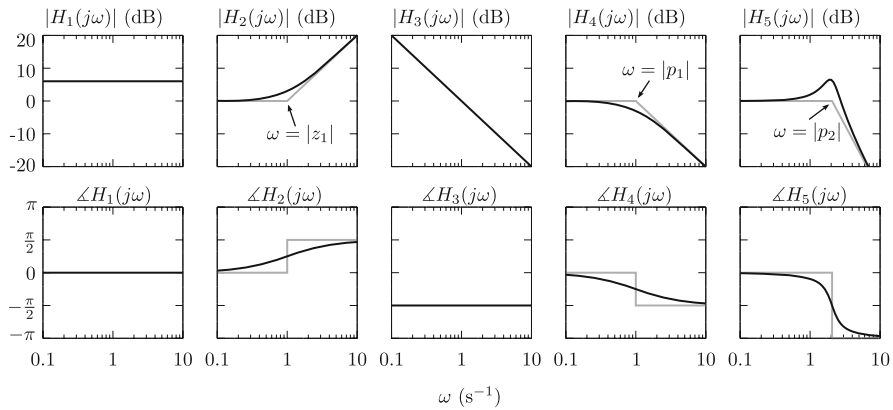 |H₁(jω)| (dB) |H₂(jω)| (dB) |H₃(jω)| (dB) |H₄(jω)| (dB) |H₅(jω)| (dB)
20
10
0
-10
-20
ω = |z₁|
ω = |p₁|
ω = |p₂|
∡H₁(jω) ∡H₂(jω) ∡H₃(jω) ∡H₄(jω) ∡H₅(jω)
π
π/2
0
−π/2
−π
0.1 1 10 0.1 1 10 0.1 1 10 0.1 1 10 0.1 1 10
ω (s⁻¹)